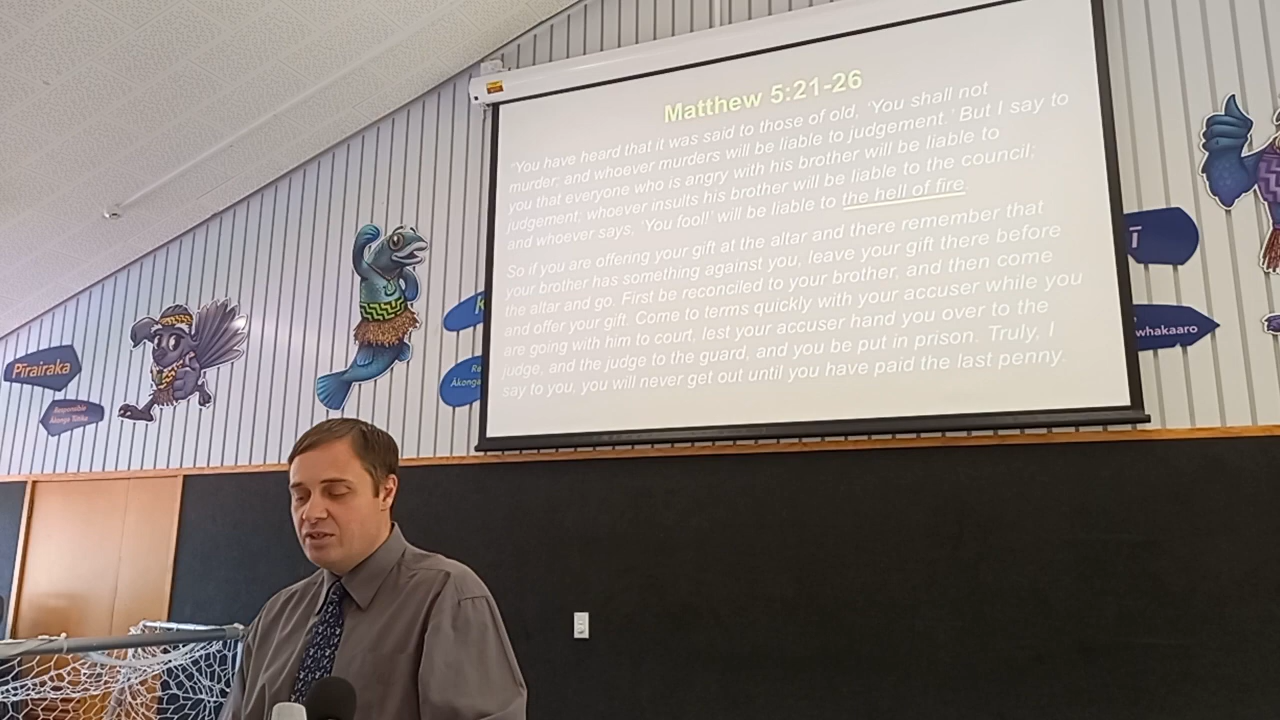 Matthew 5:21-26
"You have heard that it was said to those of old, 'You shall not
murder; and whoever murders will be liable to judgement.' But I say to
you that everyone who is angry with his brother will be liable to
judgement; whoever insults his brother will be liable to the council;
and whoever says, 'You fool!' will be liable to the hell of fire.
So if you are offering your gift at the altar and there remember that
your brother has something against you, leave your gift there before
the altar and go. First be reconciled to your brother, and then come
and offer your gift. Come to terms quickly with your accuser while you
are going with him to court, lest your accuser hand you over to the
judge, and the judge to the guard, and you be put in prison. Truly, I
say to you, you will never get out until you have paid the last penny.
Pīrairaka
Responsible
Ākonga Tōtika
K
Re
Ākonga
Ī
whakaaro